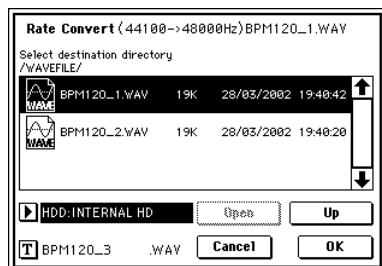 Rate Convert (44100->48000Hz)BPM120_1.WAV
Select destination directory
/WAVEFILE/
WAVE BPM120_1.WAV 19K 28/03/2002 19:40:42
WAVE BPM120_2.WAV 19K 28/03/2002 19:40:20
HDD:INTERNAL HD Open Up
T BPM120_3 .WAV Cancel OK